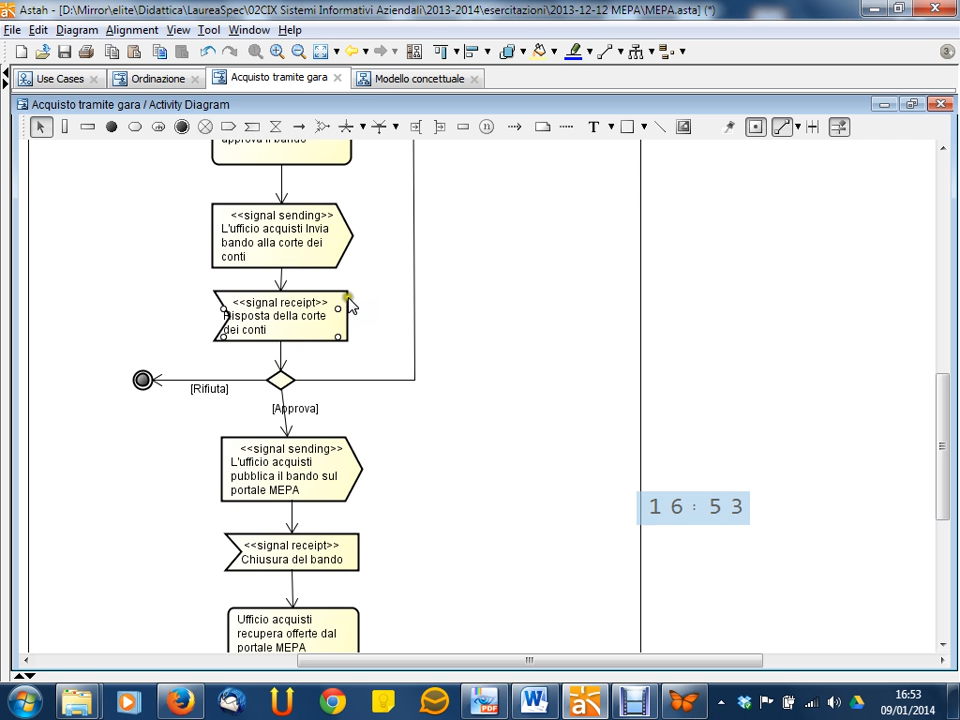 Astah - [D:\Mirror\elite\Didattica\LaureaSpec\02CIX Sistemi Informativi Aziendali\2013-2014\esercitazioni\2013-12-12 MEPA\MEPA.asta] (*)
File Edit Diagram Alignment View Tool Window Help
Use Cases Ordinazione Acquisto tramite gara Modello concettuale
Acquisto tramite gara / Activity Diagram
approva il bando
<<signal sending>>
L'ufficio acquisti Invia
bando alla corte dei
conti
<<signal receipt>>
Risposta della corte
dei conti
[Rifiuta]
[Approva]
<<signal sending>>
L'ufficio acquisti
pubblica il bando sul
portale MEPA
16:53
<<signal receipt>>
Chiusura del bando
Ufficio acquisti
recupera offerte dal
portale MEPA
16:53
09/01/2014